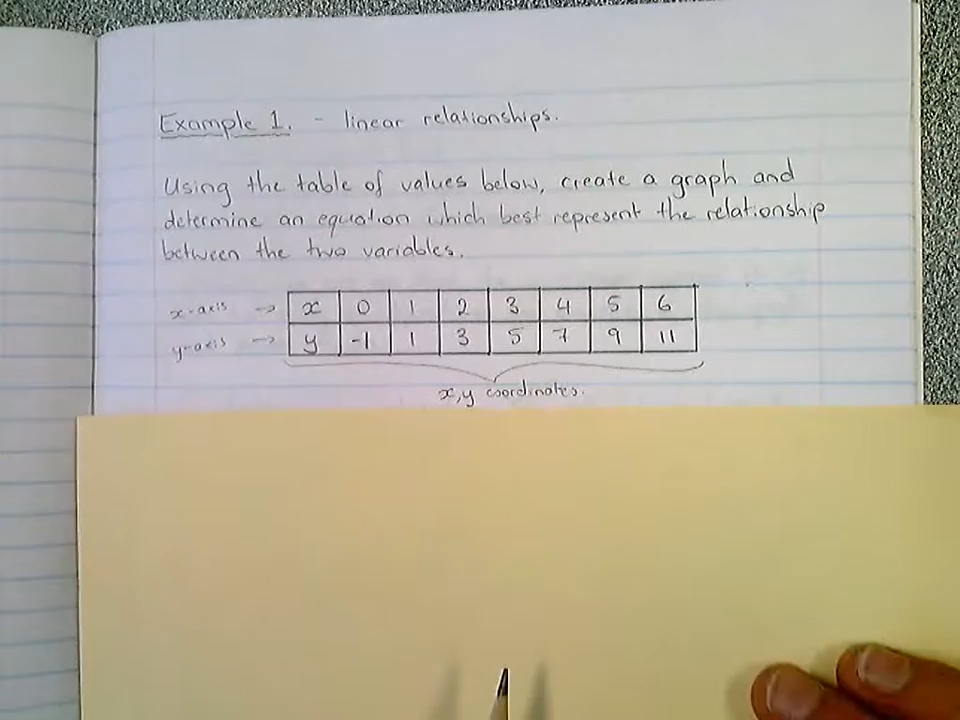 Example 1. - linear relationships.
Using the table of values below, create a graph and
determine an equation which best represent the relationship
between the two variables.
x-axis → x 0 1 2 3 4 5 6
y-axis → y -1 1 3 5 7 9 11
x,y coordinates.